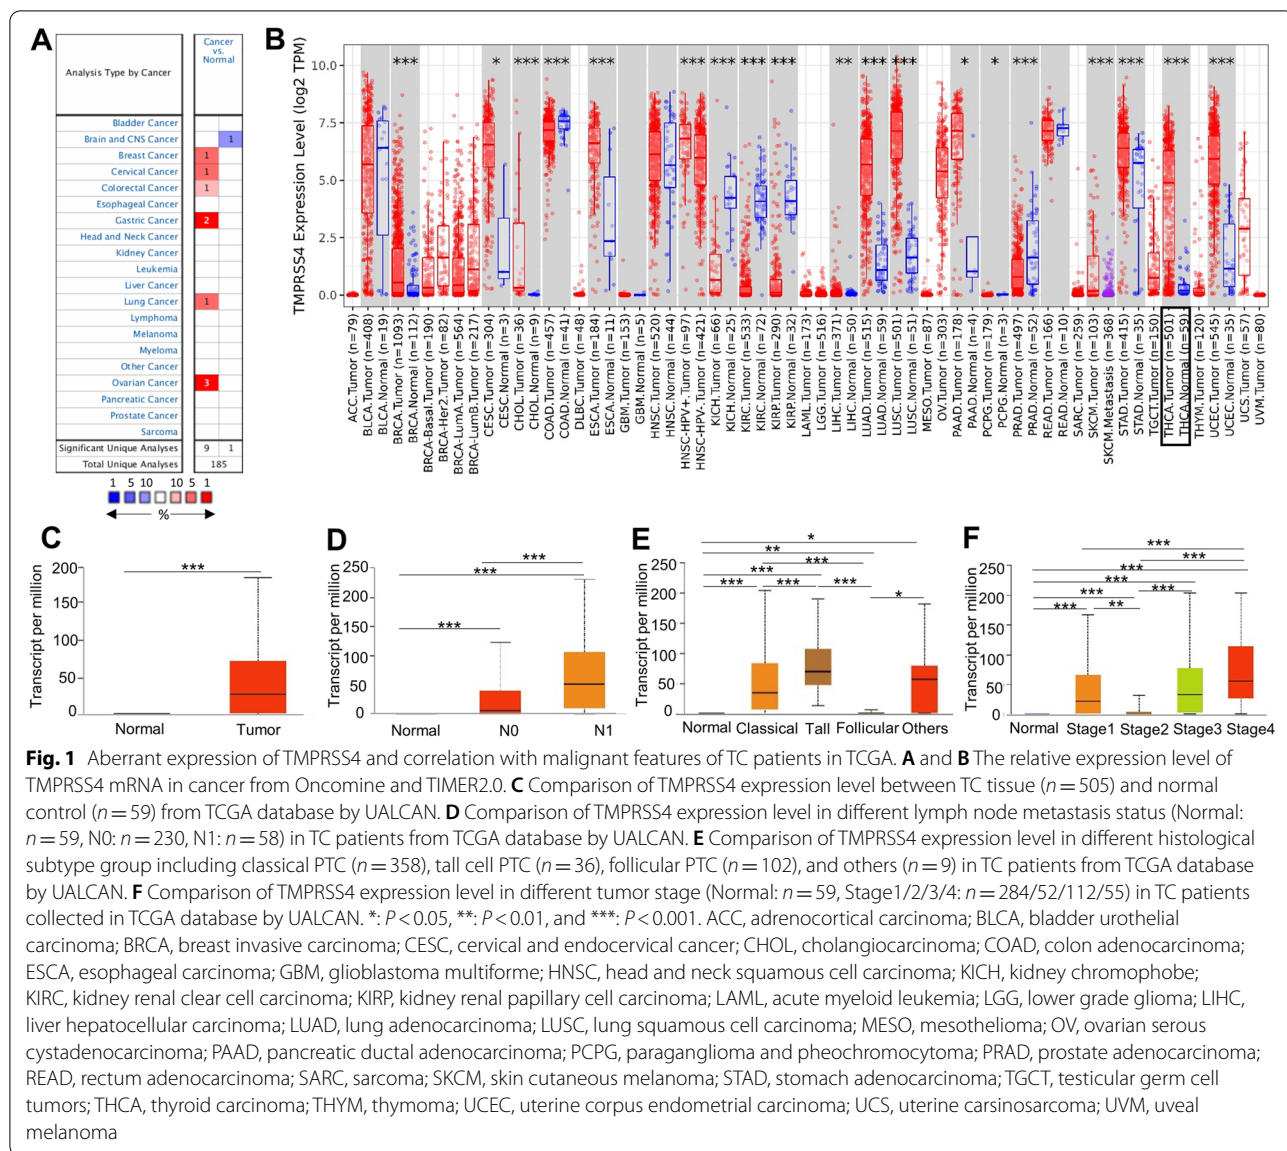 A
Analysis Type by Cancer
Cancer
vs.
Normal
Bladder Cancer
Brain and CNS Cancer 1
Breast Cancer 1
Cervical Cancer 1
Colorectal Cancer 1
Esophageal Cancer
Gastric Cancer 2
Head and Neck Cancer
Kidney Cancer
Leukemia
Liver Cancer
Lung Cancer 1
Lymphoma
Melanoma
Myeloma
Other Cancer
Ovarian Cancer 3
Pancreatic Cancer
Prostate Cancer
Sarcoma
Significant Unique Analyses 9 1
Total Unique Analyses 185
1 5 10 10 5 1
%
B
TMPRSS4 Expression Level (log2 TPM)
10.0
7.5
5.0
2.5
0.0
*** * *** *** *** *** *** *** *** ** *** *** * * *** *** *** *** ***
ACC.Tumor (n=79)
BLCA.Tumor (n=408)
BLCA.Normal (n=19)
BRCA.Tumor (n=1093)
BRCA.Normal (n=112)
BRCA-Basal.Tumor (n=190)
BRCA-Her2.Tumor (n=82)
BRCA-LumA.Tumor (n=564)
BRCA-LumB.Tumor (n=217)
CESC.Tumor (n=304)
CESC.Normal (n=3)
CHOL.Tumor (n=36)
CHOL.Normal (n=9)
COAD.Tumor (n=457)
COAD.Normal (n=41)
DLBC.Tumor (n=48)
ESCA.Tumor (n=184)
ESCA.Normal (n=11)
GBM.Tumor (n=153)
GBM.Normal (n=5)
HNSC.Tumor (n=520)
HNSC.Normal (n=44)
HNSC-HPV+.Tumor (n=97)
HNSC-HPV-.Tumor (n=421)
KICH.Tumor (n=66)
KICH.Normal (n=25)
KIRC.Tumor (n=533)
KIRC.Normal (n=72)
KIRP.Tumor (n=290)
KIRP.Normal (n=32)
LAML.Tumor (n=173)
LGG.Tumor (n=516)
LIHC.Tumor (n=371)
LIHC.Normal (n=50)
LUAD.Tumor (n=515)
LUAD.Normal (n=59)
LUSC.Tumor (n=501)
LUSC.Normal (n=51)
MESO.Tumor (n=87)
OV.Tumor (n=303)
PAAD.Tumor (n=178)
PAAD.Normal (n=4)
PCPG.Tumor (n=179)
PCPG.Normal (n=3)
PRAD.Tumor (n=497)
PRAD.Normal (n=52)
READ.Tumor (n=166)
READ.Normal (n=10)
SARC.Tumor (n=259)
SKCM.Tumor (n=103)
SKCM.Metastasis (n=368)
STAD.Tumor (n=415)
STAD.Normal (n=35)
TGCT.Tumor (n=150)
THCA.Tumor (n=501)
THCA.Normal (n=59)
THYM.Tumor (n=120)
UCEC.Tumor (n=545)
UCEC.Normal (n=35)
UCS.Tumor (n=57)
UVM.Tumor (n=80)
C
Transcript per million
200
150
100
50
0
***
Normal Tumor
D
Transcript per million
250
200
150
100
50
0
***
***
***
Normal N0 N1
E
Transcript per million
250
200
150
100
50
0
*
**
***
***
*** *** ***
*
Normal Classical Tall Follicular Others
F
Transcript per million
250
200
150
100
50
0
***
***
***
***
*** ***
*** **
Normal Stage1 Stage2 Stage3 Stage4
Fig. 1 Aberrant expression of TMPRSS4 and correlation with malignant features of TC patients in TCGA. A and B The relative expression level of
TMPRSS4 mRNA in cancer from Oncomine and TIMER2.0. C Comparison of TMPRSS4 expression level between TC tissue (n = 505) and normal
control (n = 59) from TCGA database by UALCAN. D Comparison of TMPRSS4 expression level in different lymph node metastasis status (Normal:
n = 59, N0: n = 230, N1: n = 58) in TC patients from TCGA database by UALCAN. E Comparison of TMPRSS4 expression level in different histological
subtype group including classical PTC (n = 358), tall cell PTC (n = 36), follicular PTC (n = 102), and others (n = 9) in TC patients from TCGA database
by UALCAN. F Comparison of TMPRSS4 expression level in different tumor stage (Normal: n = 59, Stage1/2/3/4: n = 284/52/112/55) in TC patients
collected in TCGA database by UALCAN. *: P < 0.05, **: P < 0.01, and ***: P < 0.001. ACC, adrenocortical carcinoma; BLCA, bladder urothelial
carcinoma; BRCA, breast invasive carcinoma; CESC, cervical and endocervical cancer; CHOL, cholangiocarcinoma; COAD, colon adenocarcinoma;
ESCA, esophageal carcinoma; GBM, glioblastoma multiforme; HNSC, head and neck squamous cell carcinoma; KICH, kidney chromophobe;
KIRC, kidney renal clear cell carcinoma; KIRP, kidney renal papillary cell carcinoma; LAML, acute myeloid leukemia; LGG, lower grade glioma; LIHC,
liver hepatocellular carcinoma; LUAD, lung adenocarcinoma; LUSC, lung squamous cell carcinoma; MESO, mesothelioma; OV, ovarian serous
cystadenocarcinoma; PAAD, pancreatic ductal adenocarcinoma; PCPG, paraganglioma and pheochromocytoma; PRAD, prostate adenocarcinoma;
READ, rectum adenocarcinoma; SARC, sarcoma; SKCM, skin cutaneous melanoma; STAD, stomach adenocarcinoma; TGCT, testicular germ cell
tumors; THCA, thyroid carcinoma; THYM, thymoma; UCEC, uterine corpus endometrial carcinoma; UCS, uterine carsinosarcoma; UVM, uveal
melanoma